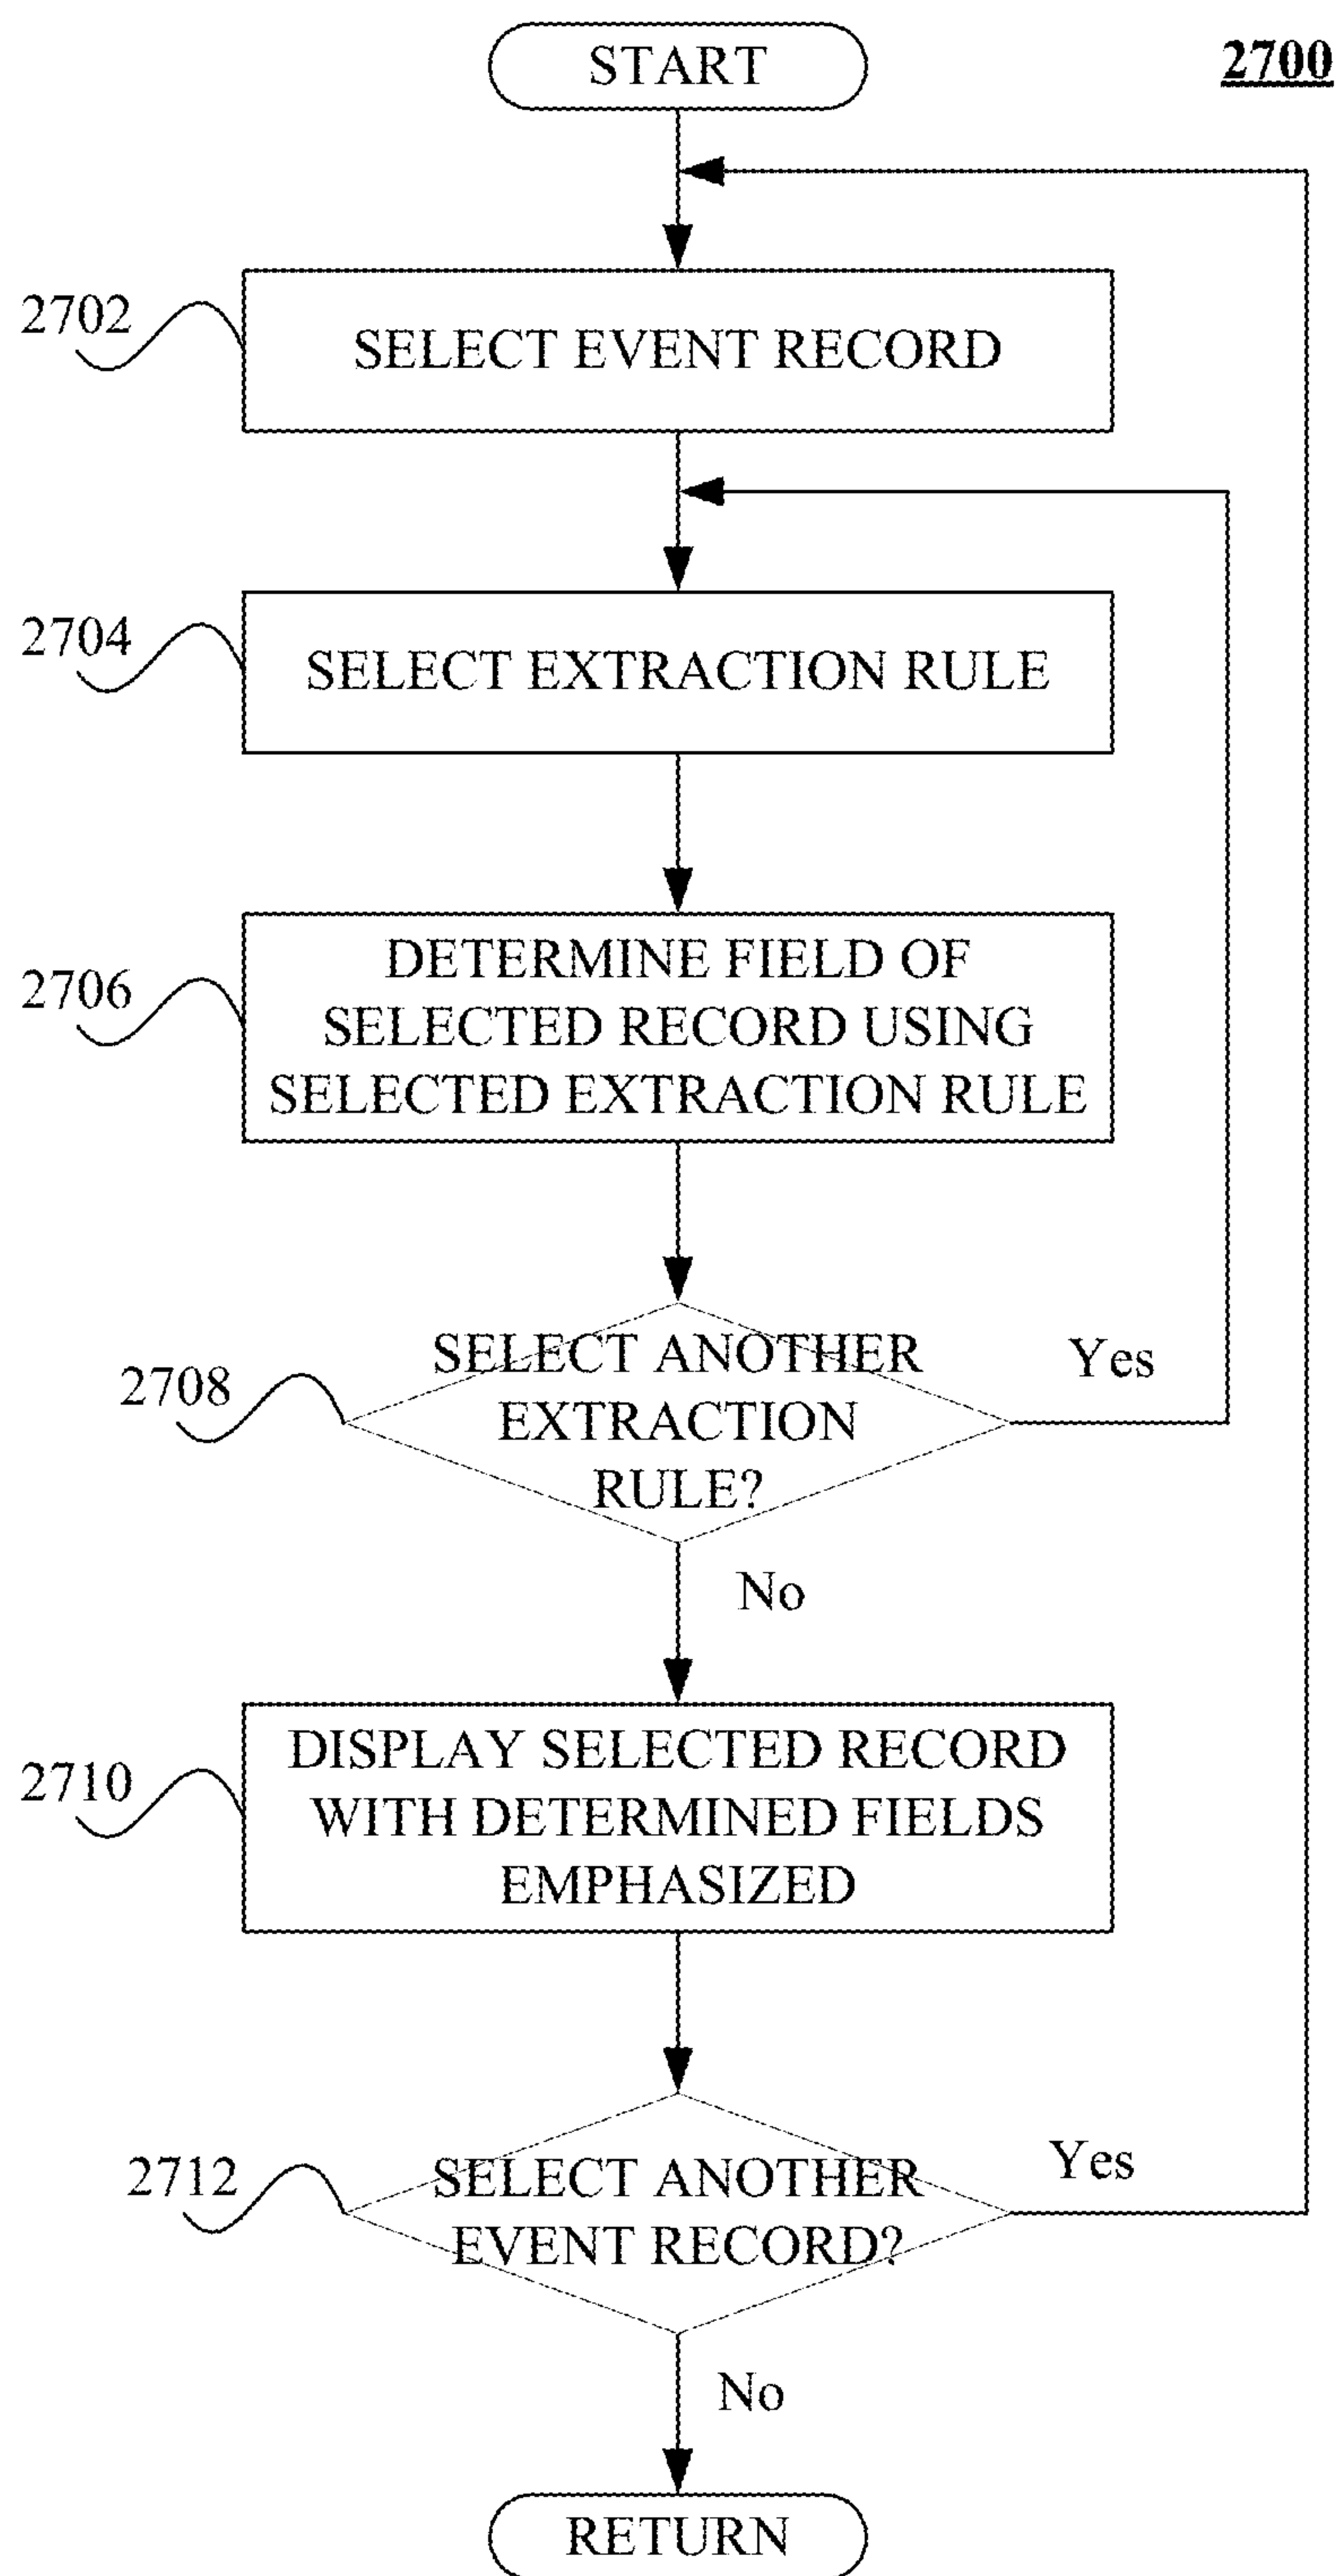 START
2700
2702
SELECT EVENT RECORD
2704
SELECT EXTRACTION RULE
2706
DETERMINE FIELD OF
SELECTED RECORD USING
SELECTED EXTRACTION RULE
2708
SELECT ANOTHER
EXTRACTION
RULE?
Yes
No
2710
DISPLAY SELECTED RECORD
WITH DETERMINED FIELDS
EMPHASIZED
2712
SELECT ANOTHER
EVENT RECORD?
Yes
No
RETURN